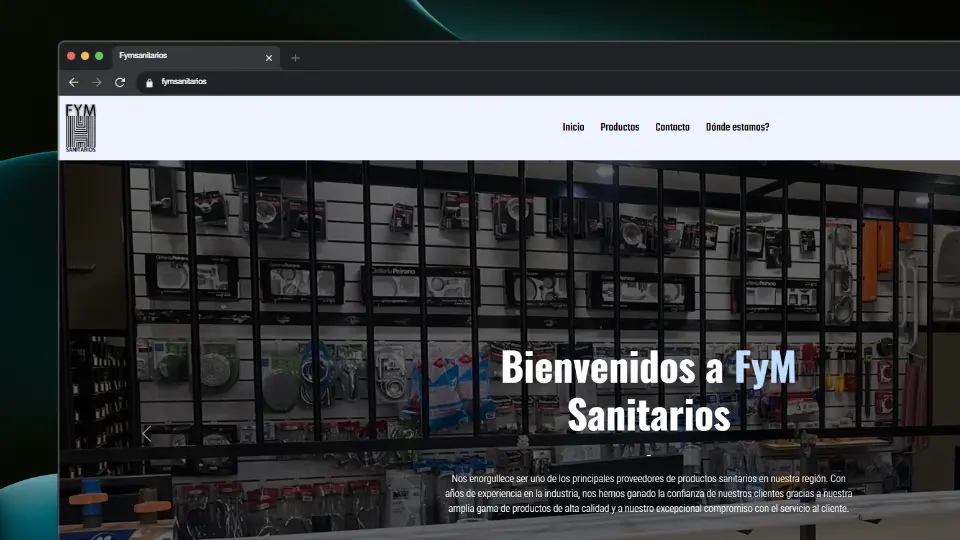 Fymsanitarios
fymsanitarios
FYM
SANITARIOS
Inicio Productos Contacto Dónde estamos?
Peirano
Peirano
Bienvenidos a FyM
Sanitarios
Nos enorgullece ser uno de los principales proveedores de productos sanitarios en nuestra región. Con
años de experiencia en la industria, nos hemos ganado la confianza de nuestros clientes gracias a nuestra
amplia gama de productos de alta calidad y a nuestro excepcional compromiso con el servicio al cliente.